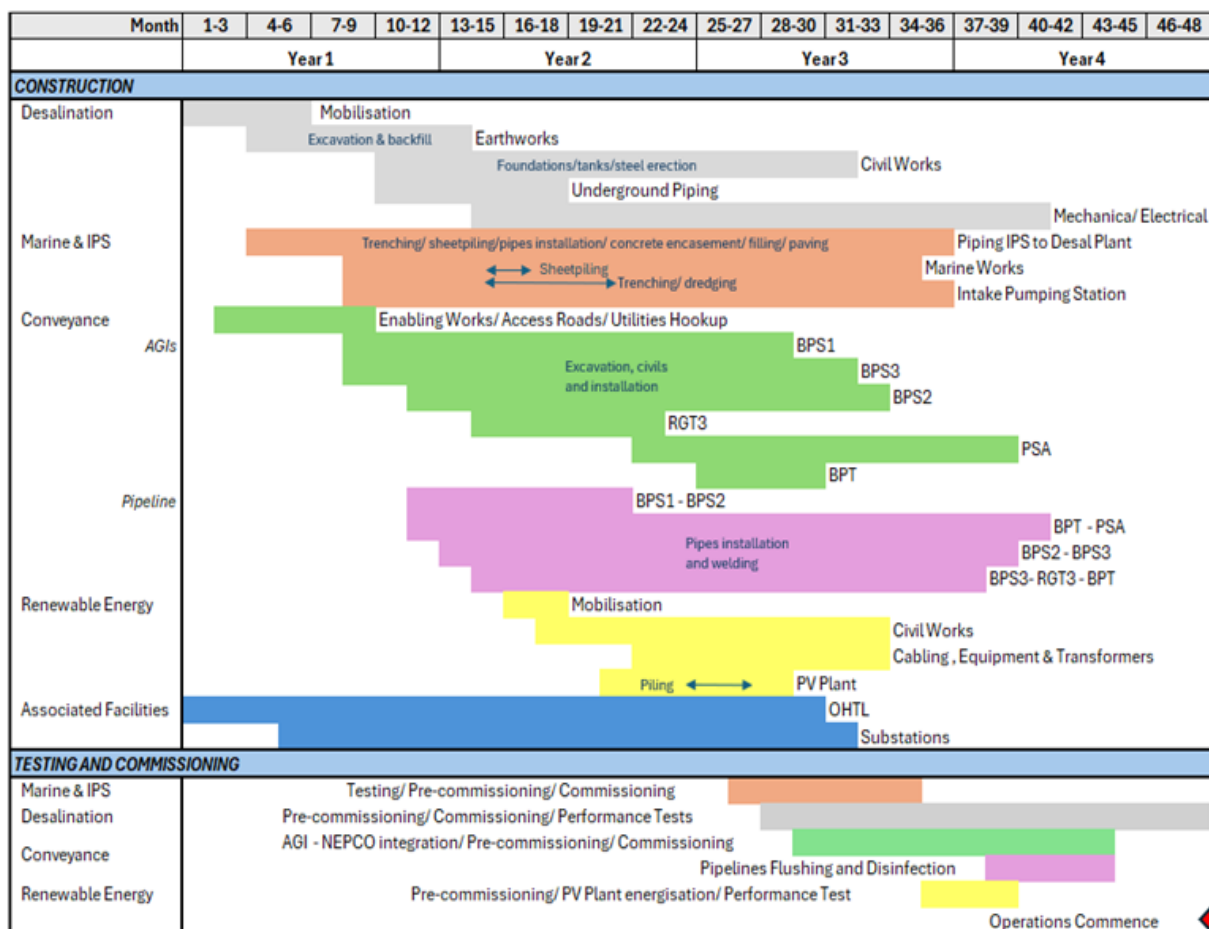 Month 1-3 4-6 7-9 10-12 13-15 16-18 19-21 22-24 25-27 28-30 31-33 34-36 37-39 40-42 43-45 46-48
Year 1 Year 2 Year 3 Year 4
CONSTRUCTION
Desalination Mobilisation
Excavation & backfill Earthworks
Foundations/tanks/steel erection Civil Works
Underground Piping
Mechanica/ Electrical
Marine & IPS Trenching/ sheetpiling/pipes installation/ concrete encasement/ filling/ paving Piping IPS to Desal Plant
Sheetpiling Marine Works
Trenching/ dredging Intake Pumping Station
Conveyance Enabling Works/ Access Roads/ Utilities Hookup
AGIs BPS1
Excavation, civils
and installation
BPS3
BPS2
RGT3
PSA
BPT
Pipeline BPS1 - BPS2
BPT - PSA
Pipes installation
and welding
BPS2 - BPS3
BPS3- RGT3 - BPT
Renewable Energy Mobilisation
Civil Works
Cabling , Equipment & Transformers
Piling PV Plant
Associated Facilities OHTL
Substations
TESTING AND COMMISSIONING
Marine & IPS Testing/ Pre-commissioning/ Commissioning
Desalination Pre-commissioning/ Commissioning/ Performance Tests
Conveyance AGI - NEPCO integration/ Pre-commissioning/ Commissioning
Pipelines Flushing and Disinfection
Renewable Energy Pre-commissioning/ PV Plant energisation/ Performance Test
Operations Commence